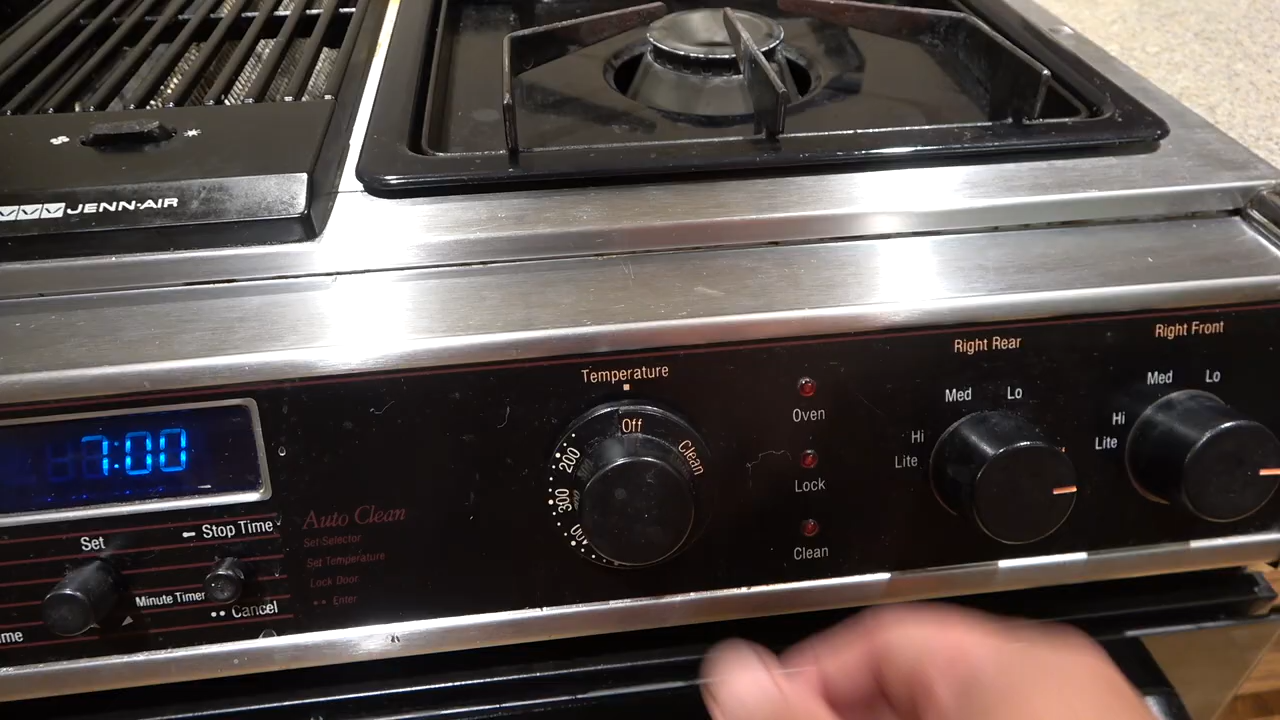 JENN-AIR
Temperature
Off
Clean
200
300
400
Oven
Lock
Clean
Right Rear
Med
Lo
Hi
Lite
Right Front
Med
Lo
Hi
Lite
7:00
Set
Stop Time
Minute Timer
•• Cancel
Auto Clean
Set Selector
Set Temperature
Lock Door
•• Enter